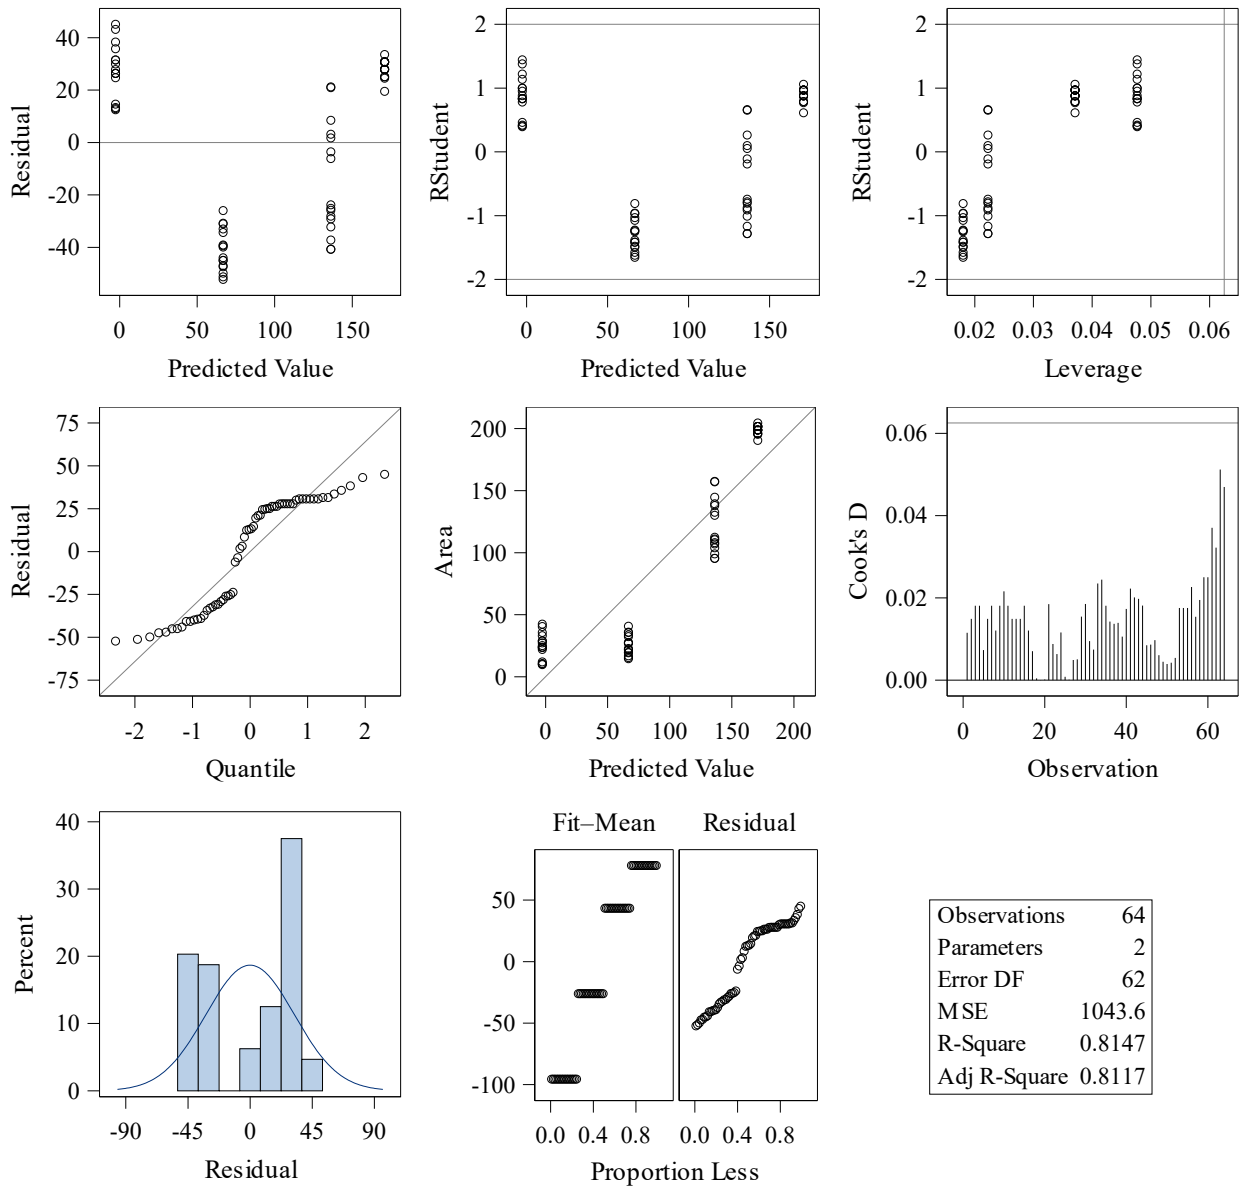 40
20
0
-20
-40
Residual
0 50 100 150
Predicted Value
2
1
0
-1
-2
RStudent
0 50 100 150
Predicted Value
2
1
0
-1
-2
RStudent
0.02 0.03 0.04 0.05 0.06
Leverage
75
50
25
0
-25
-50
-75
Residual
-2 -1 0 1 2
Quantile
200
150
100
50
0
Area
0 50 100 150 200
Predicted Value
0.06
0.04
0.02
0.00
Cook's D
0 20 40 60
Observation
40
30
20
10
0
Percent
-90 -45 0 45 90
Residual
Fit–Mean Residual
50
0
-50
-100
0.0 0.4 0.8 0.0 0.4 0.8
Proportion Less
Observations 64
Parameters 2
Error DF 62
MSE 1043.6
R-Square 0.8147
Adj R-Square 0.8117